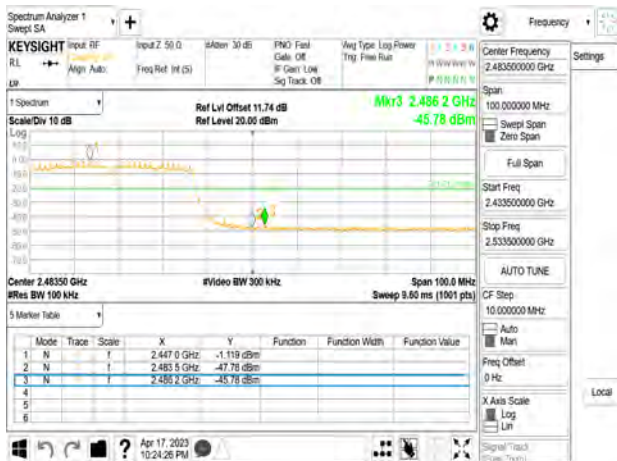 Spectrum Analyzer 1
Swept SA
Frequency
KEYSIGHT
Input: RF
Input Z: 50 Ω
#Atten: 30 dB
PNO: Fast
Avg Type: Log-Power
RL
Align: Auto
Freq Ref: Int (S)
Gate: Off
Trig: Free Run
IF Gain: Low
Sig Track: Off
Center Frequency
2.483500000 GHz
Settings
Span
100.000000 MHz
Swept Span
Zero Span
Full Span
Start Freq
2.433500000 GHz
Stop Freq
2.533500000 GHz
AUTO TUNE
CF Step
10.000000 MHz
Auto
Man
Freq Offset
0 Hz
X Axis Scale
Log
Lin
Signal Track
Local
1 Spectrum
Scale/Div 10 dB
Ref Lvl Offset 11.74 dB
Ref Level 20.00 dBm
Mkr3 2.486 2 GHz
-45.78 dBm
Log
Center 2.48350 GHz
#Video BW 300 kHz
Span 100.0 MHz
#Res BW 100 kHz
Sweep 9.60 ms (1001 pts)
5 Marker Table
Mode Trace Scale X Y Function Function Width Function Value
1 N f 2.447 0 GHz -1.119 dBm
2 N f 2.483 5 GHz -47.78 dBm
3 N f 2.486 2 GHz -45.78 dBm
4
5
6
Apr 17, 2023
10:24:26 PM